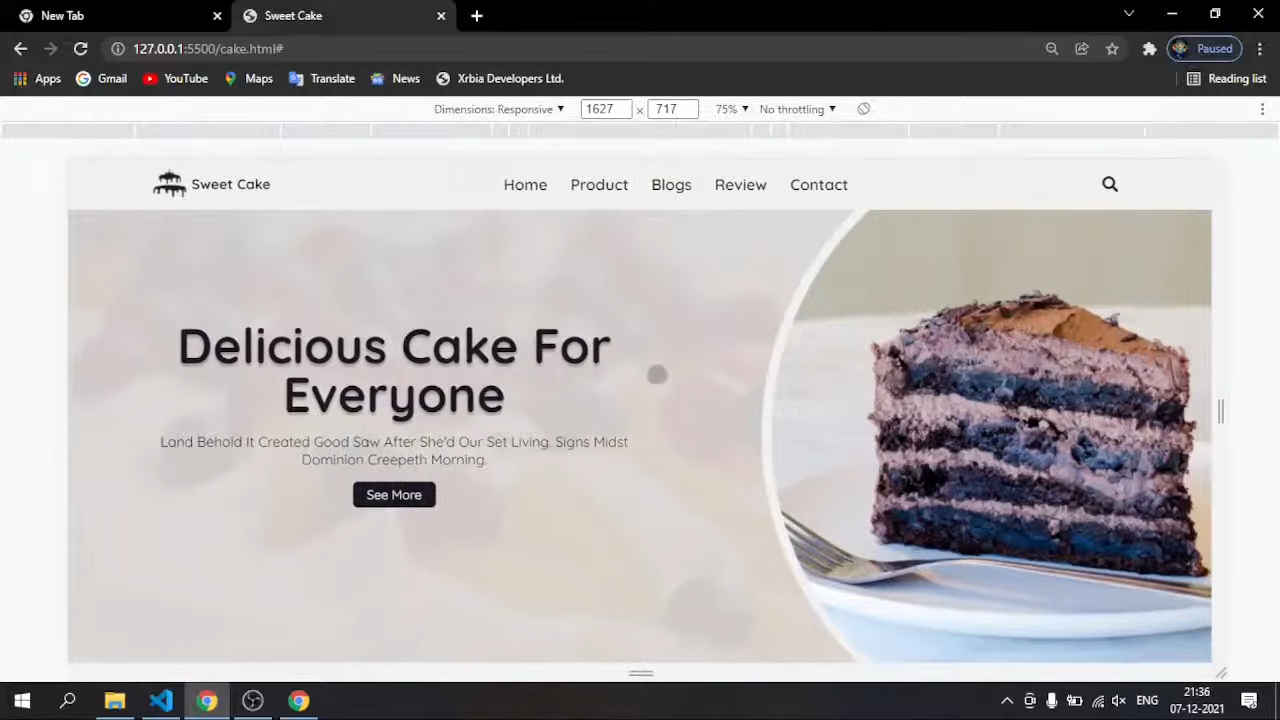 New Tab
Sweet Cake
127.0.0.1:5500/cake.html#
Paused
Apps
Gmail
YouTube
Maps
Translate
News
Xrbia Developers Ltd.
Reading list
Dimensions: Responsive
1627
×
717
75%
No throttling
Sweet Cake
Home
Product
Blogs
Review
Contact
Delicious Cake For
Everyone
Land Behold It Created Good Saw After She'd Our Set Living. Signs Midst
Dominion Creepeth Morning.
See More
ENG
21:36
07-12-2021